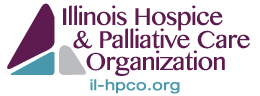 Illinois Hospice
& Palliative Care
Organization
il-hpco.org